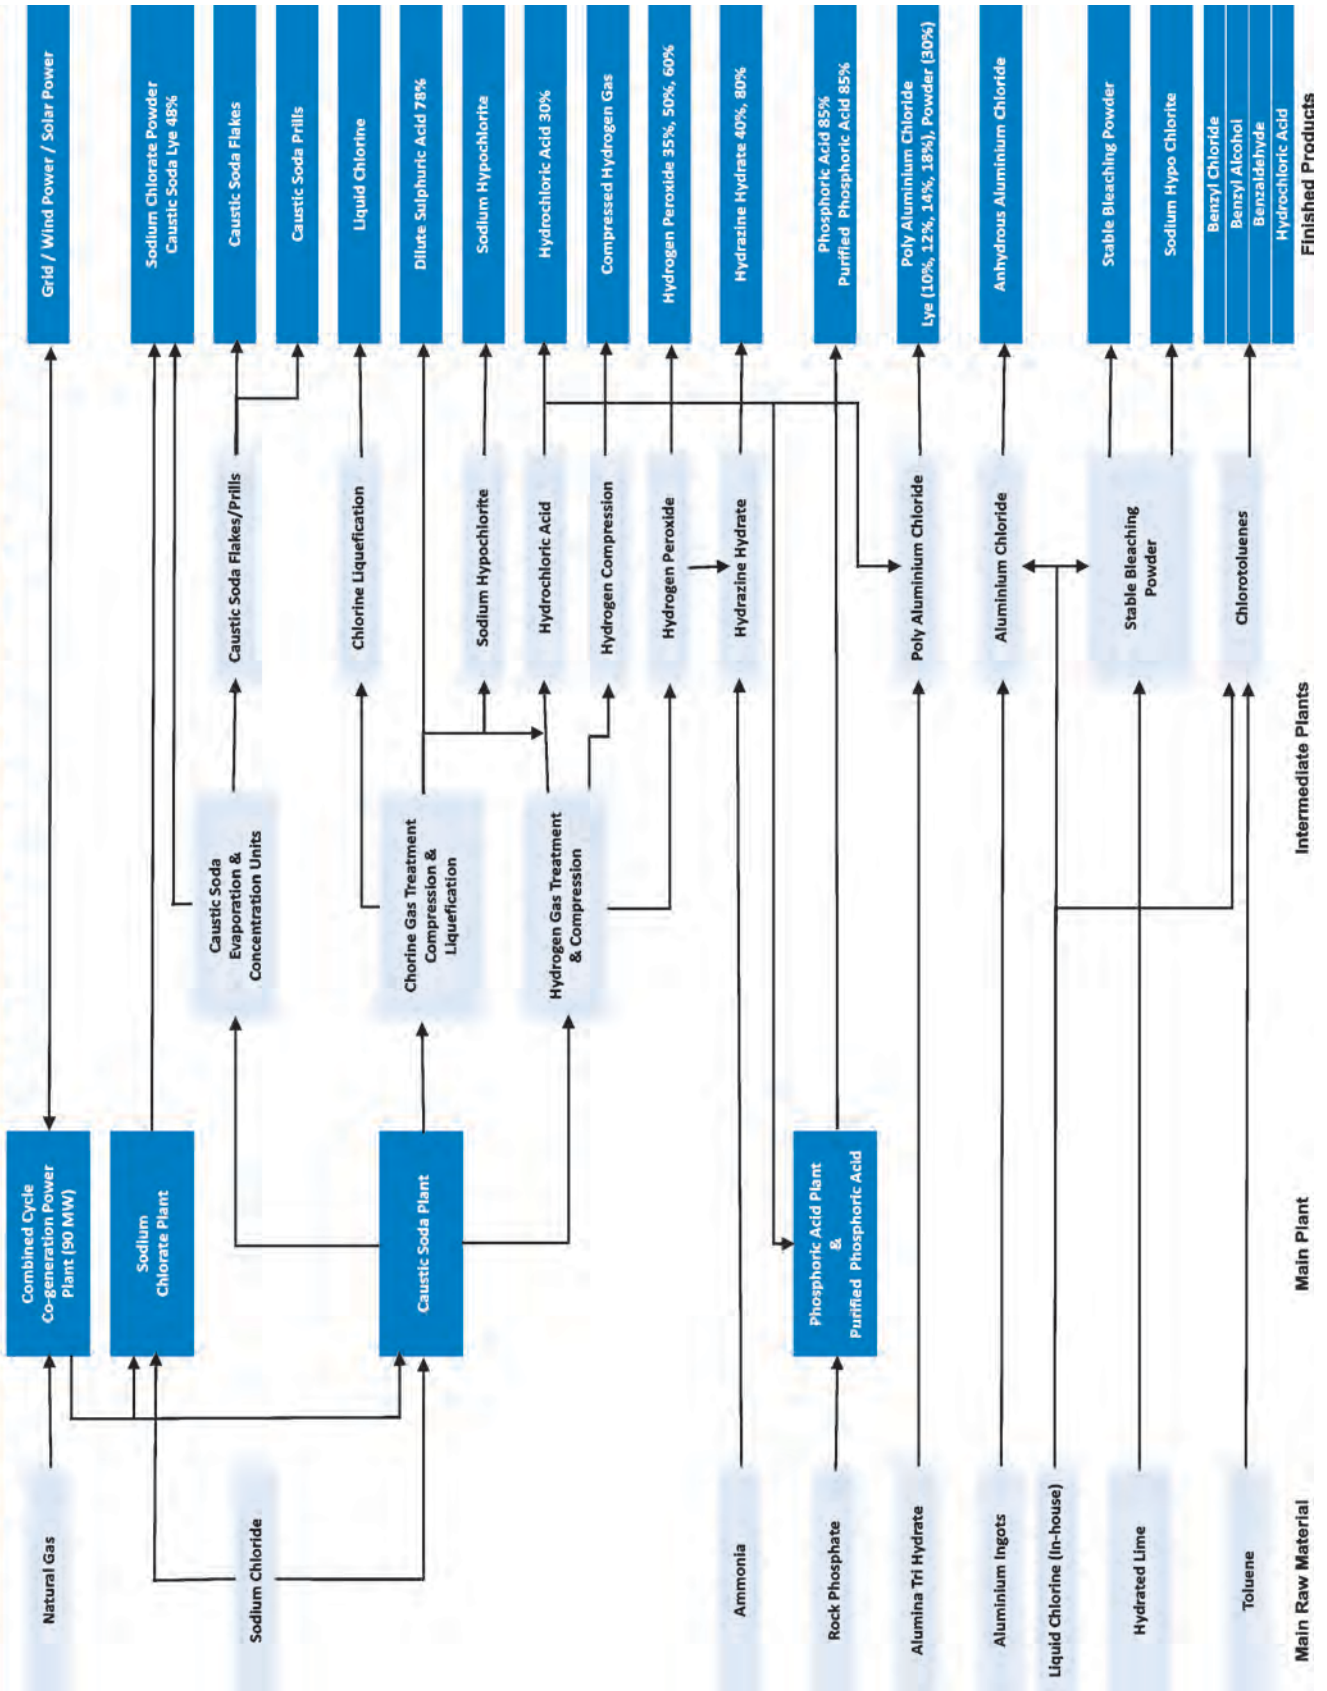 Main Raw Material
Natural Gas
Sodium Chloride
Ammonia
Rock Phosphate
Alumina Tri Hydrate
Aluminium Ingots
Liquid Chlorine (In-house)
Hydrated Lime
Toluene
Main Plant
Combined Cycle
Co-generation Power
Plant (90 MW)
Sodium
Chlorate Plant
Caustic Soda Plant
Phosphoric Acid Plant
&
Purified Phosphoric Acid
Intermediate Plants
Caustic Soda
Evaporation &
Concentration Units
Chorine Gas Treatment
Compression &
Liquefication
Hydrogen Gas Treatment
& Compression
Caustic Soda Flakes/Prills
Chlorine Liquefication
Sodium Hypochlorite
Hydrochloric Acid
Hydrogen Compression
Hydrogen Peroxide
Hydrazine Hydrate
Poly Aluminium Chloride
Aluminium Chloride
Stable Bleaching
Powder
Chlorotoluenes
Finished Products
Grid / Wind Power / Solar Power
Sodium Chlorate Powder
Caustic Soda Lye 48%
Caustic Soda Flakes
Caustic Soda Prills
Liquid Chlorine
Dilute Sulphuric Acid 78%
Sodium Hypochlorite
Hydrochloric Acid 30%
Compressed Hydrogen Gas
Hydrogen Peroxide 35%, 50%, 60%
Hydrazine Hydrate 40%, 80%
Phosphoric Acid 85%
Purified Phosphoric Acid 85%
Poly Aluminium Chloride
Lye (10%, 12%, 14%, 18%), Powder (30%)
Anhydrous Aluminium Chloride
Stable Bleaching Powder
Sodium Hypo Chlorite
Benzyl Chloride
Benzyl Alcohol
Benzaldehyde
Hydrochloric Acid